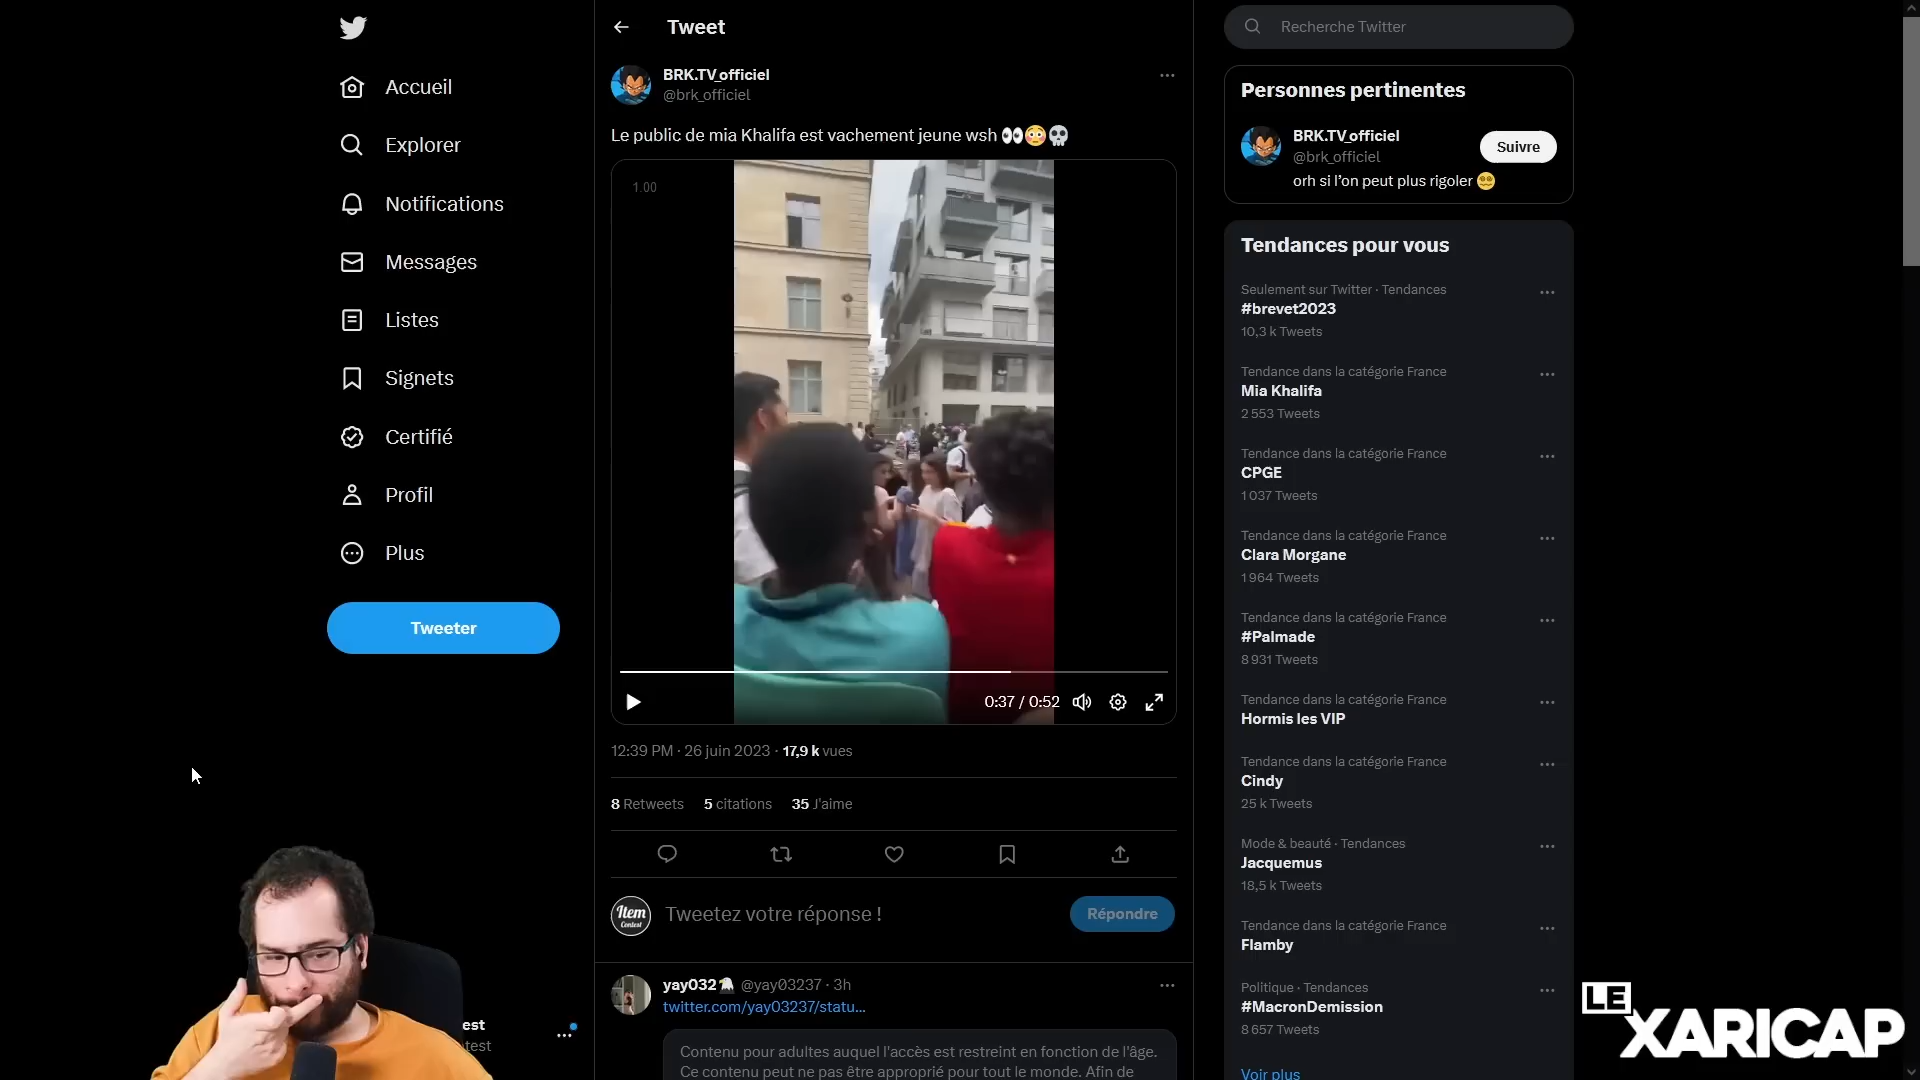 Accueil
Explorer
Notifications
Messages
Listes
Signets
Certifié
Profil
Plus
Tweeter
est
test
Tweet
BRK.TV_officiel
@brk_officiel
Le public de mia Khalifa est vachement jeune wsh 👀😳💀
1.00
0:37 / 0:52
12:39 PM · 26 juin 2023 · 17,9 k vues
8 Retweets 5 citations 35 J'aime
Item
Contest
Tweetez votre réponse !
Répondre
yay032 @yay03237 · 3h
twitter.com/yay03237/statu...
Contenu pour adultes auquel l'accès est restreint en fonction de l'âge.
Ce contenu peut ne pas être approprié pour tout le monde. Afin de
Recherche Twitter
Personnes pertinentes
BRK.TV_officiel
@brk_officiel
Suivre
orh si l'on peut plus rigoler
Tendances pour vous
Seulement sur Twitter · Tendances
#brevet2023
10,3 k Tweets
Tendance dans la catégorie France
Mia Khalifa
2 553 Tweets
Tendance dans la catégorie France
CPGE
1 037 Tweets
Tendance dans la catégorie France
Clara Morgane
1 964 Tweets
Tendance dans la catégorie France
#Palmade
8 931 Tweets
Tendance dans la catégorie France
Hormis les VIP
Tendance dans la catégorie France
Cindy
25 k Tweets
Mode & beauté · Tendances
Jacquemus
18,5 k Tweets
Tendance dans la catégorie France
Flamby
Politique · Tendances
#MacronDemission
8 657 Tweets
Voir plus
LE
XARICAP